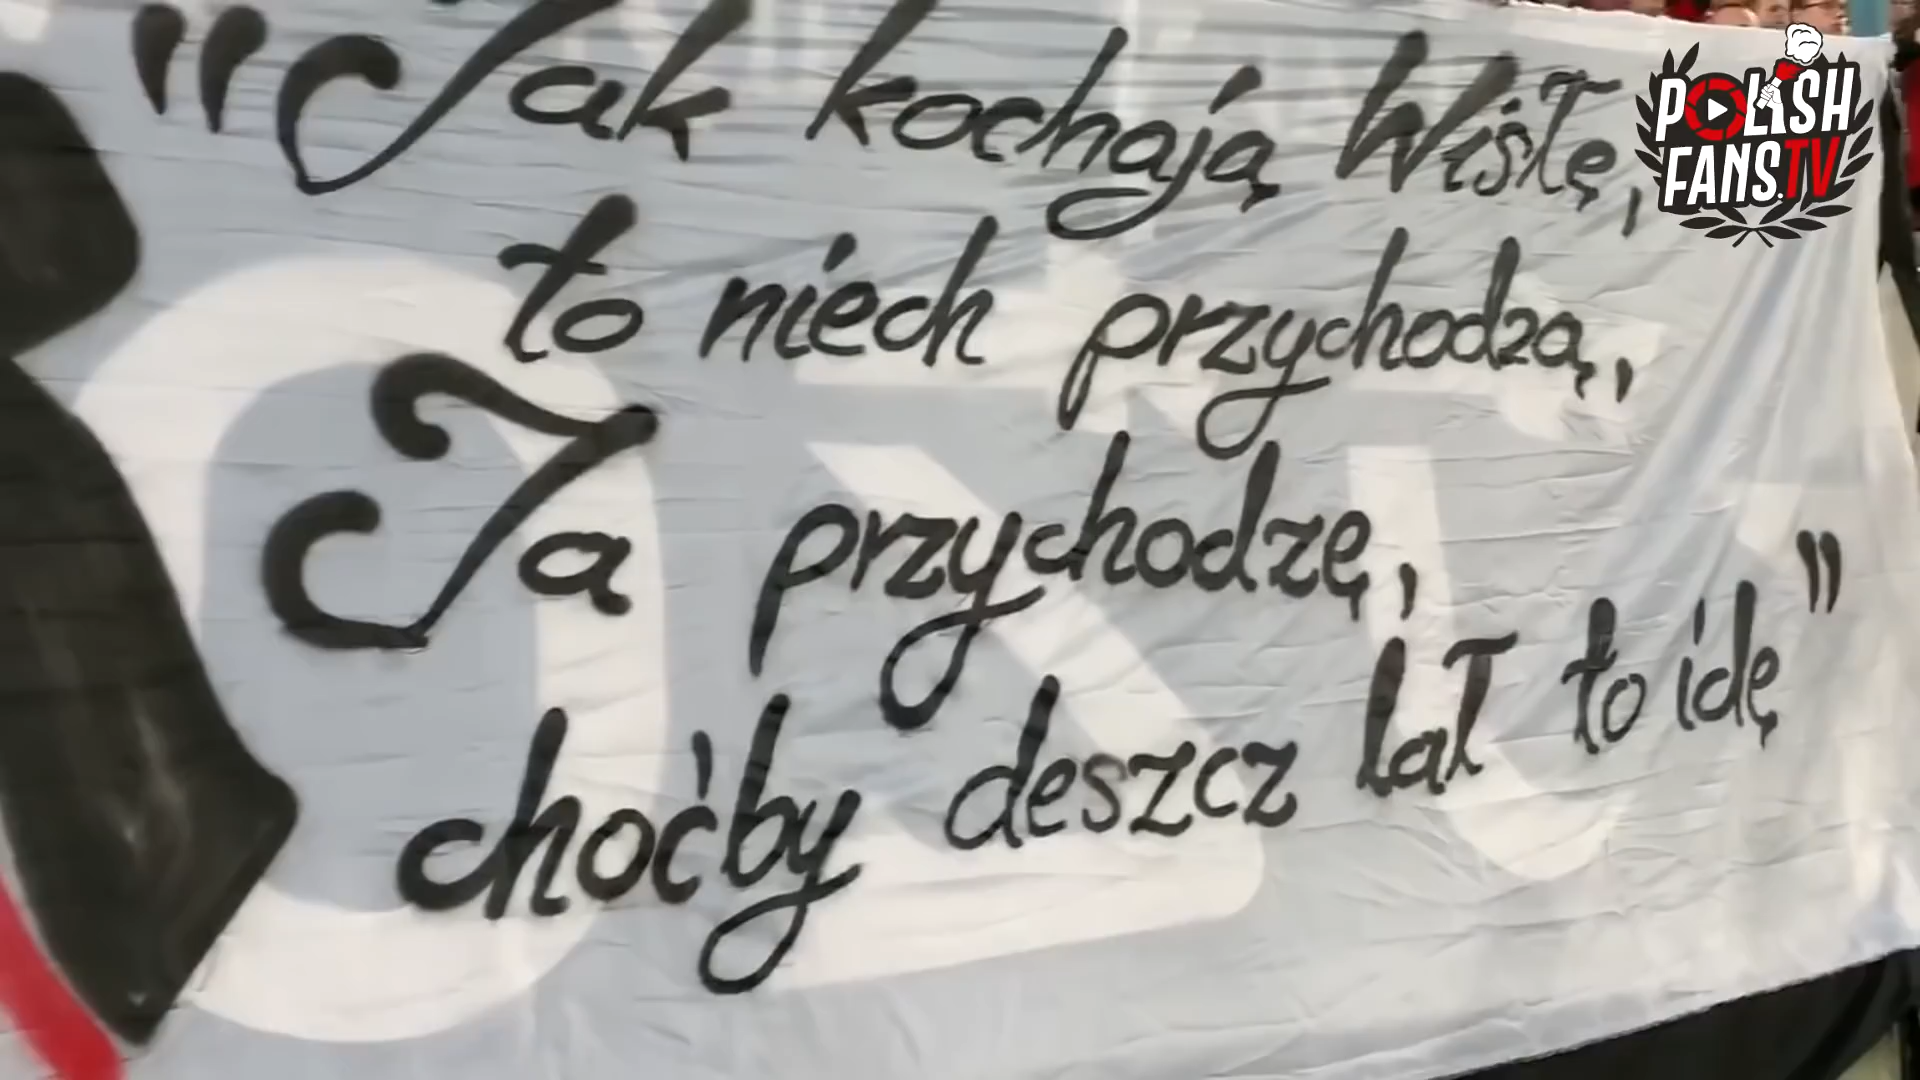 "Jak kochają Wisłę,
to niech przychodzą,
Ja przychodzę,
choćby deszcz lał to idę"
POLISH
FANS.TV